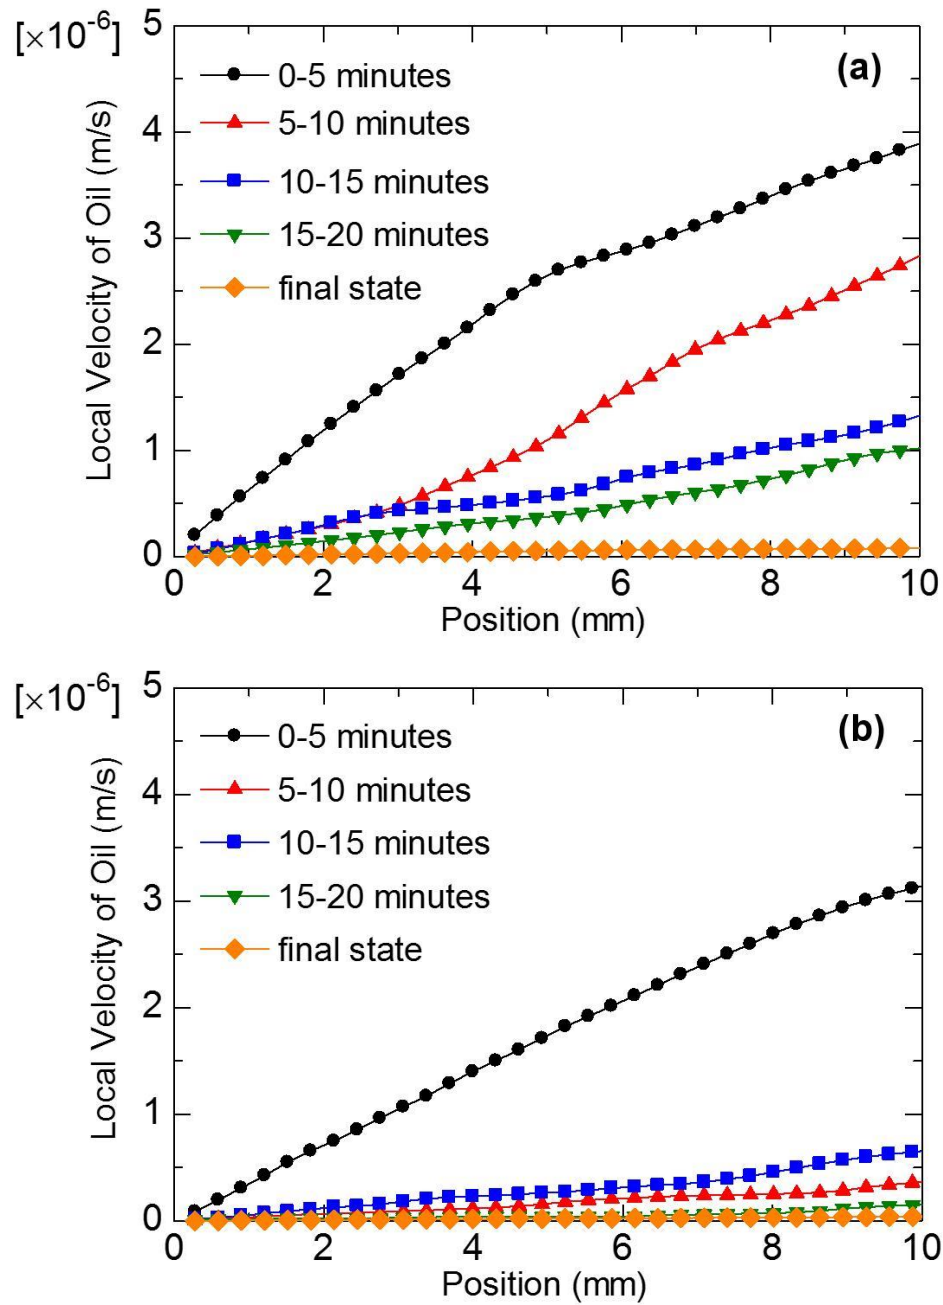 [×10⁻⁶]
5
4
3
2
1
0
Local Velocity of Oil (m/s)
0-5 minutes
5-10 minutes
10-15 minutes
15-20 minutes
final state
(a)
0 2 4 6 8 10
Position (mm)
[×10⁻⁶]
5
4
3
2
1
0
Local Velocity of Oil (m/s)
0-5 minutes
5-10 minutes
10-15 minutes
15-20 minutes
final state
(b)
0 2 4 6 8 10
Position (mm)